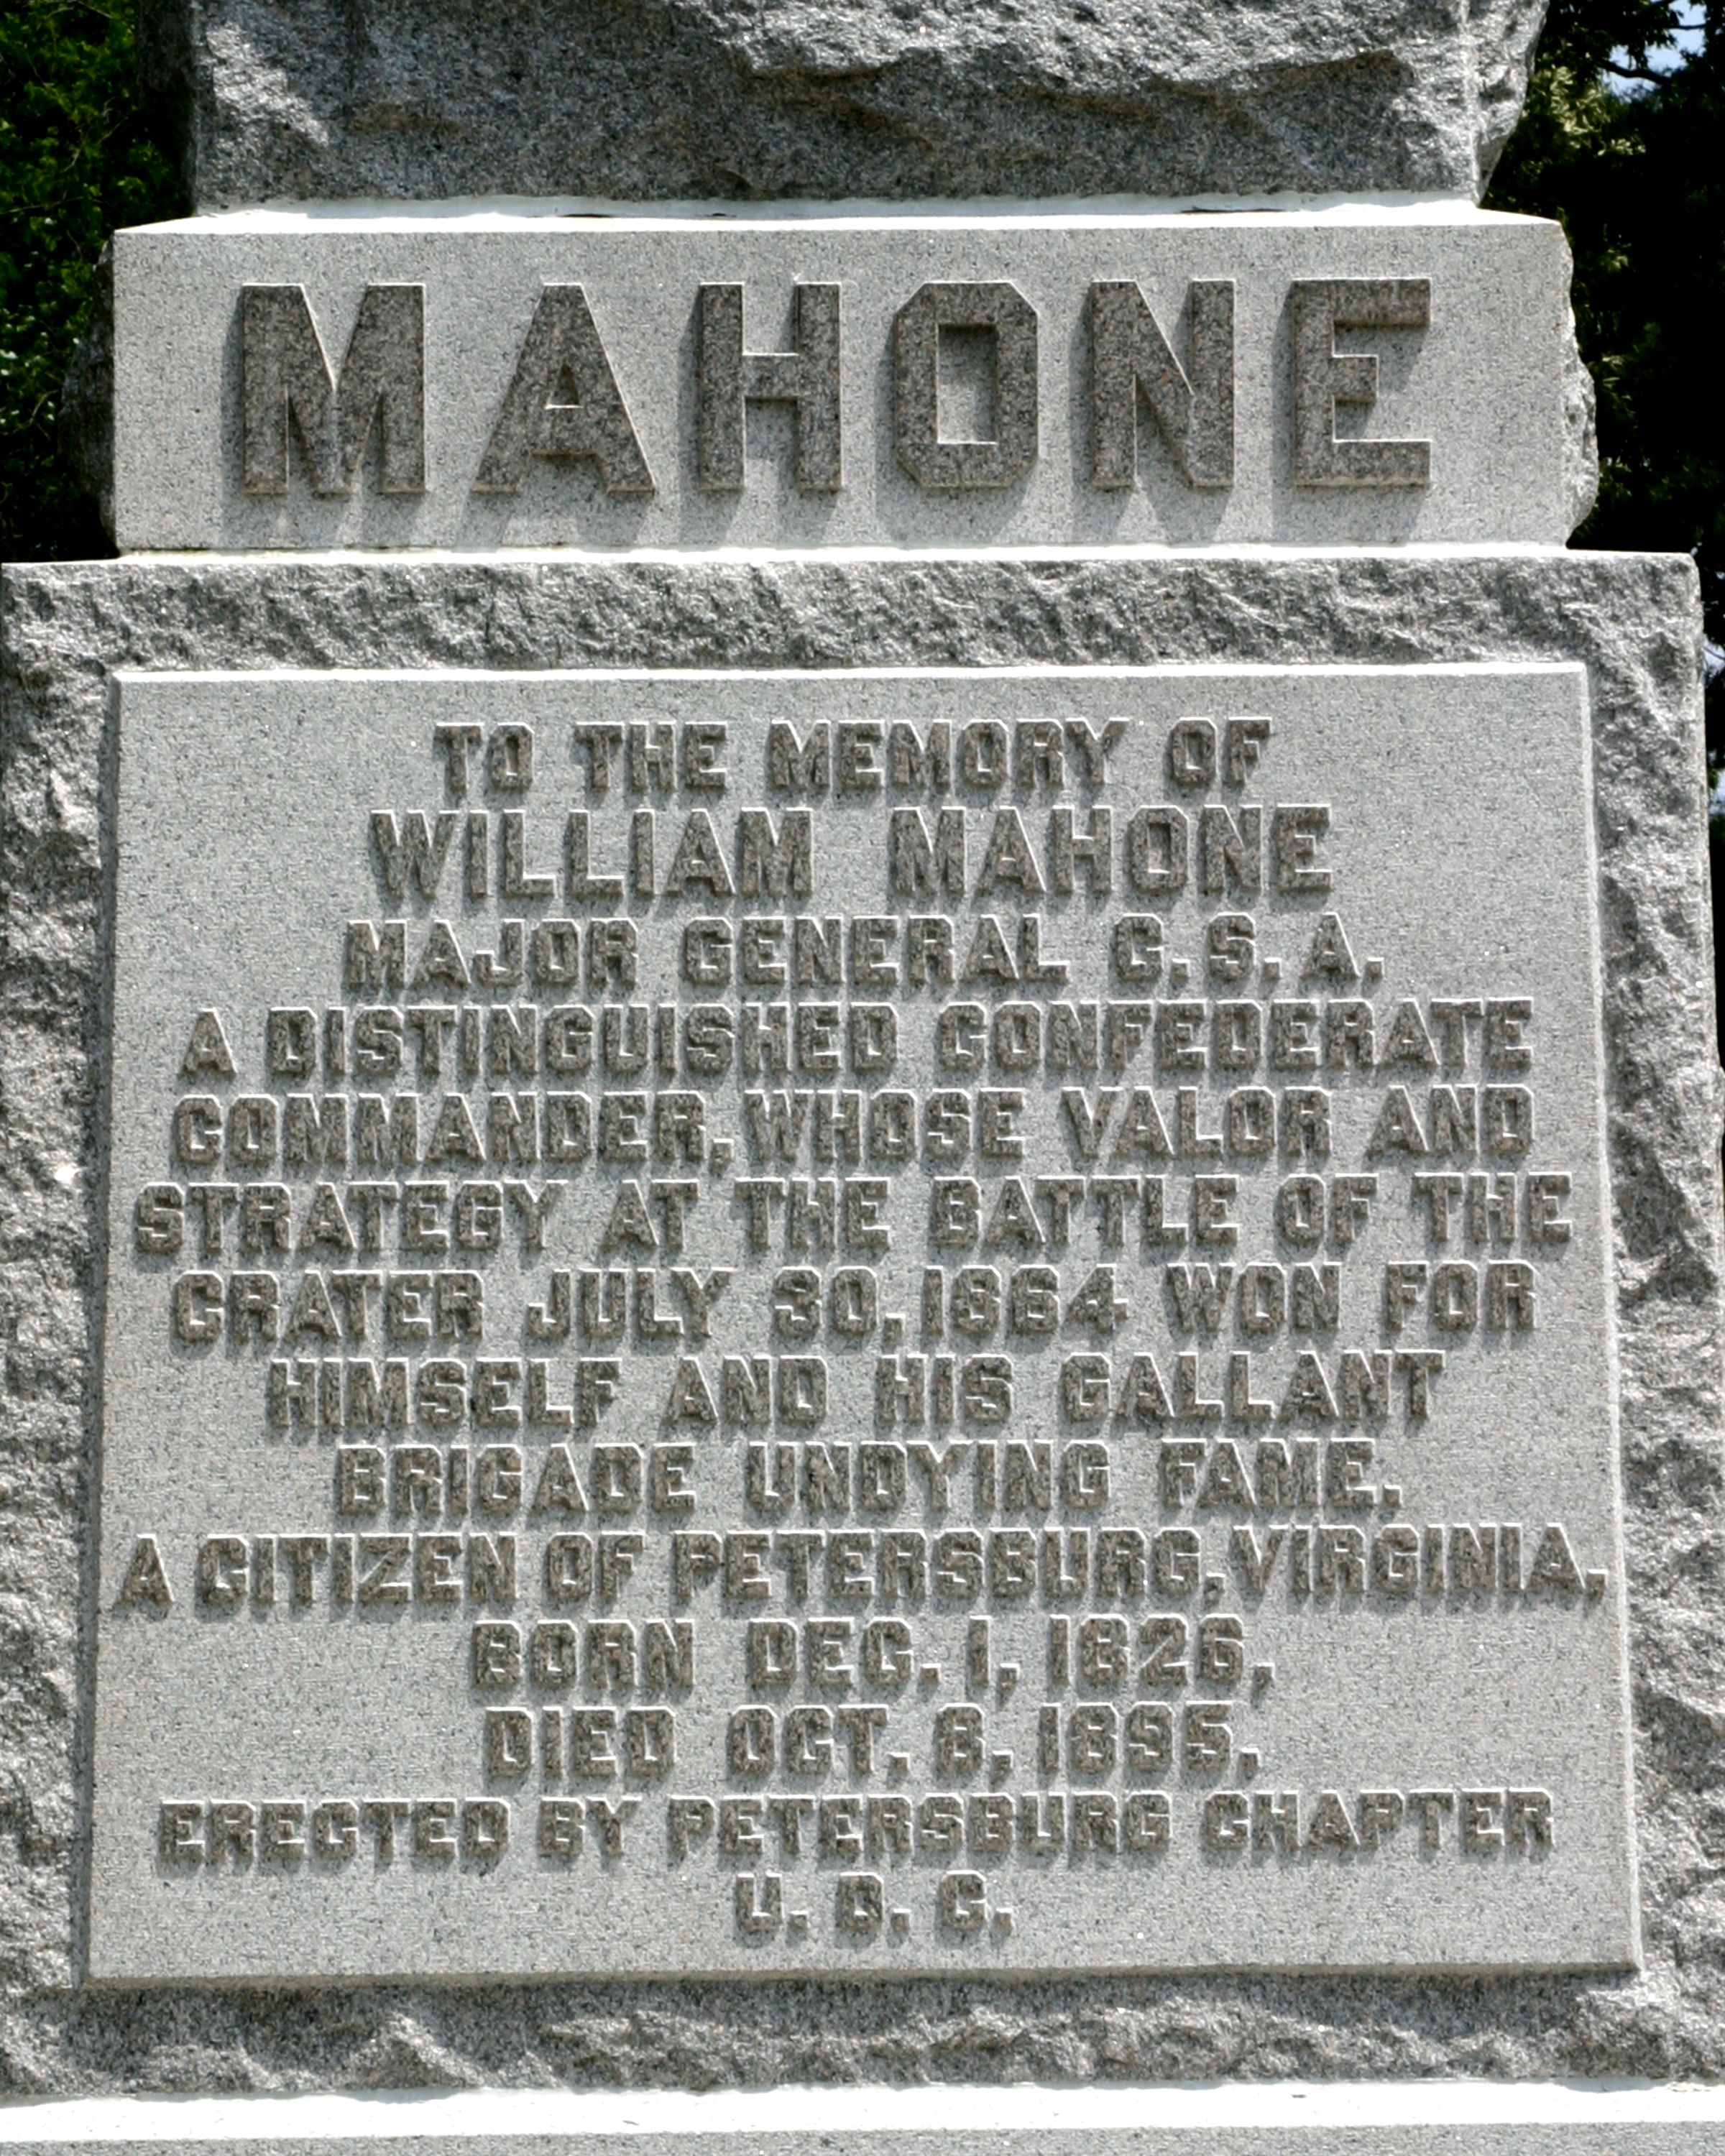 MAHONE
TO THE MEMORY OF
WILLIAM MAHONE
MAJOR GENERAL C.S.A.
A DISTINGUISHED CONFEDERATE
COMMANDER, WHOSE VALOR AND
STRATEGY AT THE BATTLE OF THE
CRATER JULY 30, 1864 WON FOR
HIMSELF AND HIS GALLANT
BRIGADE UNDYING FAME.
A CITIZEN OF PETERSBURG, VIRGINIA,
BORN DEC. 1, 1826,
DIED OCT. 8, 1895,
ERECTED BY PETERSBURG CHAPTER
U. D. C.